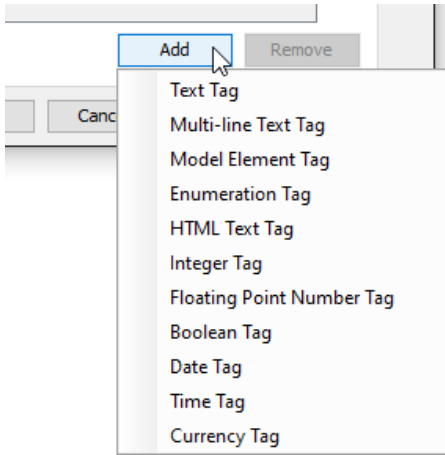 Add Remove
Canc
Text Tag
Multi-line Text Tag
Model Element Tag
Enumeration Tag
HTML Text Tag
Integer Tag
Floating Point Number Tag
Boolean Tag
Date Tag
Time Tag
Currency Tag